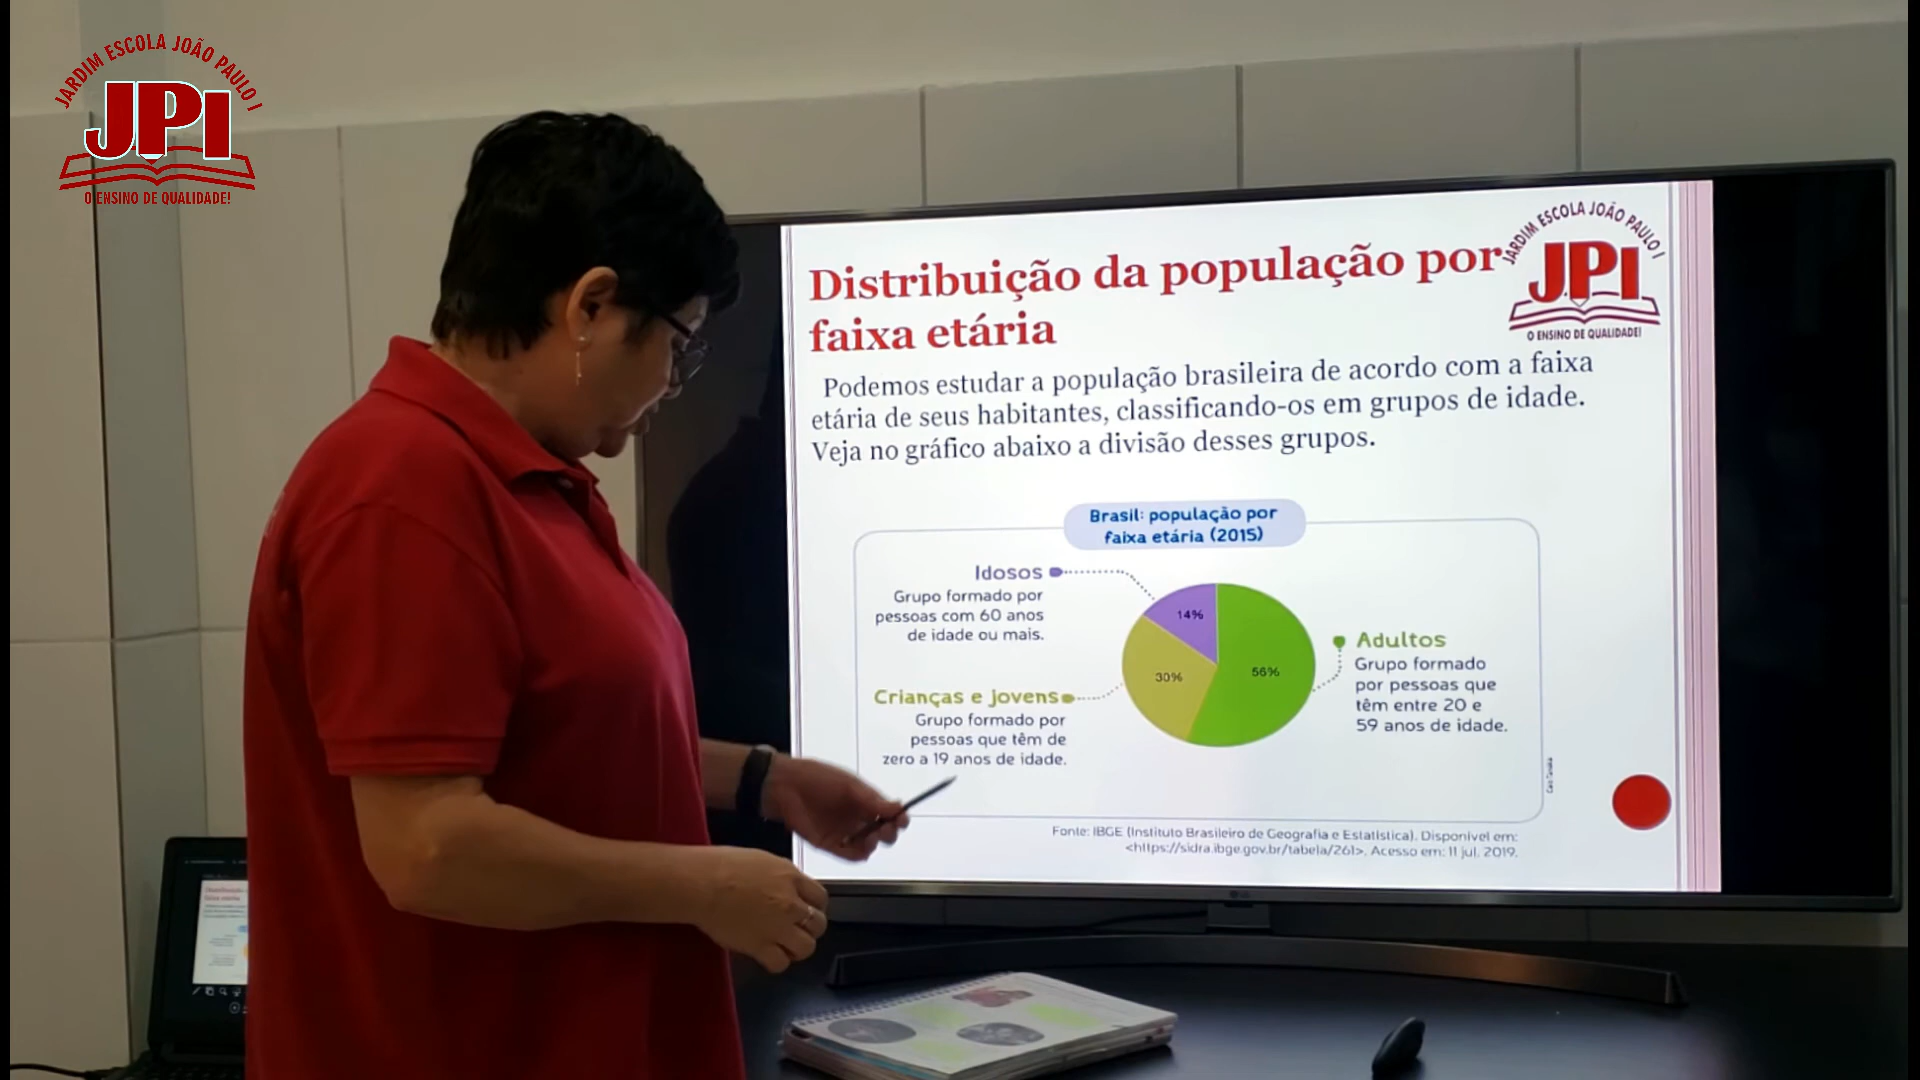 JARDIM ESCOLA JOÃO PAULO I
JPI
O ENSINO DE QUALIDADE!
Distribuição da população por
faixa etária
JARDIM ESCOLA JOÃO PAULO I
JPI
O ENSINO DE QUALIDADE!
Podemos estudar a população brasileira de acordo com a faixa
etária de seus habitantes, classificando-os em grupos de idade.
Veja no gráfico abaixo a divisão desses grupos.
Brasil: população por
faixa etária (2015)
Idosos
Grupo formado por
pessoas com 60 anos
de idade ou mais.
14%
30%
56%
Crianças e jovens
Grupo formado por
pessoas que têm de
zero a 19 anos de idade.
Adultos
Grupo formado
por pessoas que
têm entre 20 e
59 anos de idade.
Fonte: IBGE (Instituto Brasileiro de Geografia e Estatística). Disponível em:
<https://sidra.ibge.gov.br/tabela/261>. Acesso em: 11 jul. 2019.